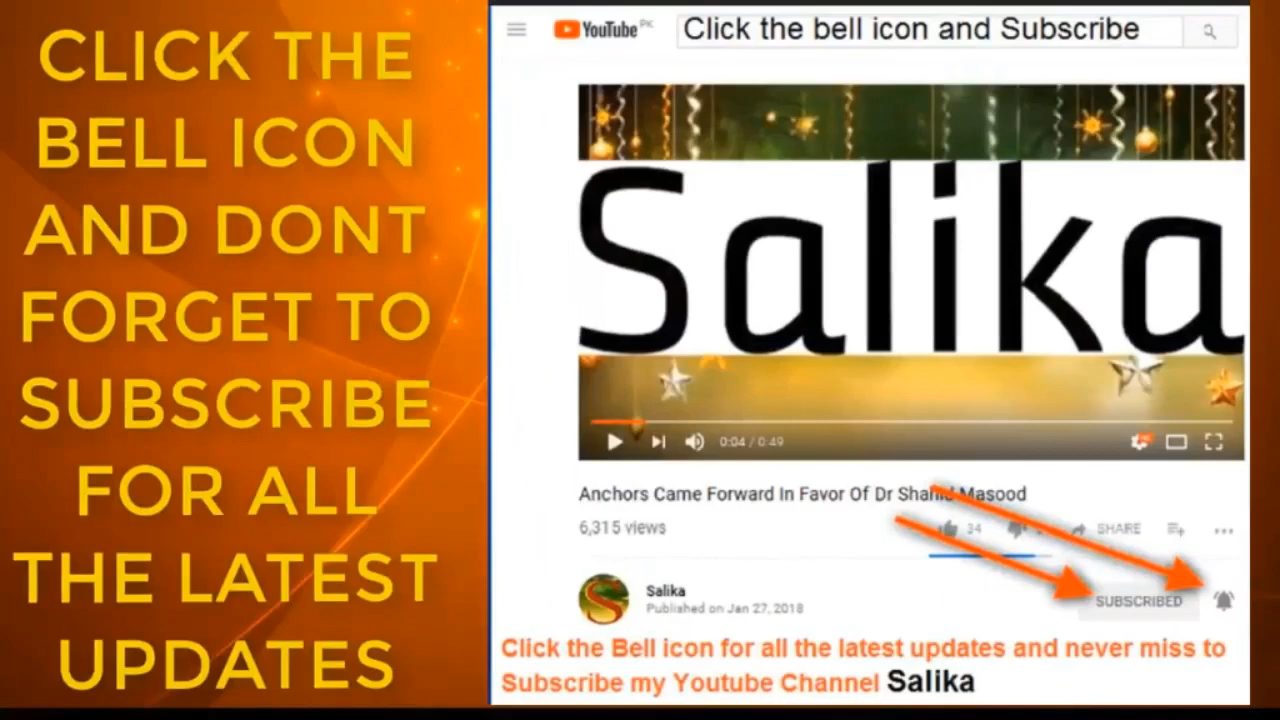 CLICK THE
BELL ICON
AND DONT
FORGET TO
SUBSCRIBE
FOR ALL
THE LATEST
UPDATES
YouTube PK
Click the bell icon and Subscribe
Salika
0:04 / 0:49
Anchors Came Forward In Favor Of Dr Shahid Masood
6,315 views
34
SHARE
Salika
Published on Jan 27, 2018
SUBSCRIBED
Click the Bell icon for all the latest updates and never miss to
Subscribe my Youtube Channel Salika